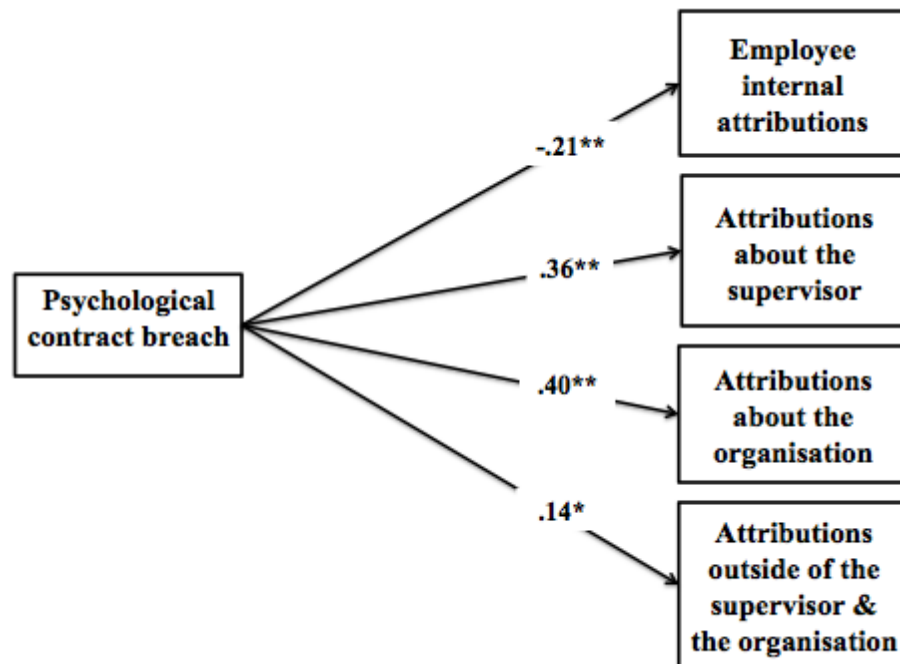 Employee
internal
attributions
-.21**
Attributions
about the
supervisor
.36**
Psychological
contract breach
.40**
Attributions
about the
organisation
.14*
Attributions
outside of the
supervisor &
the organisation